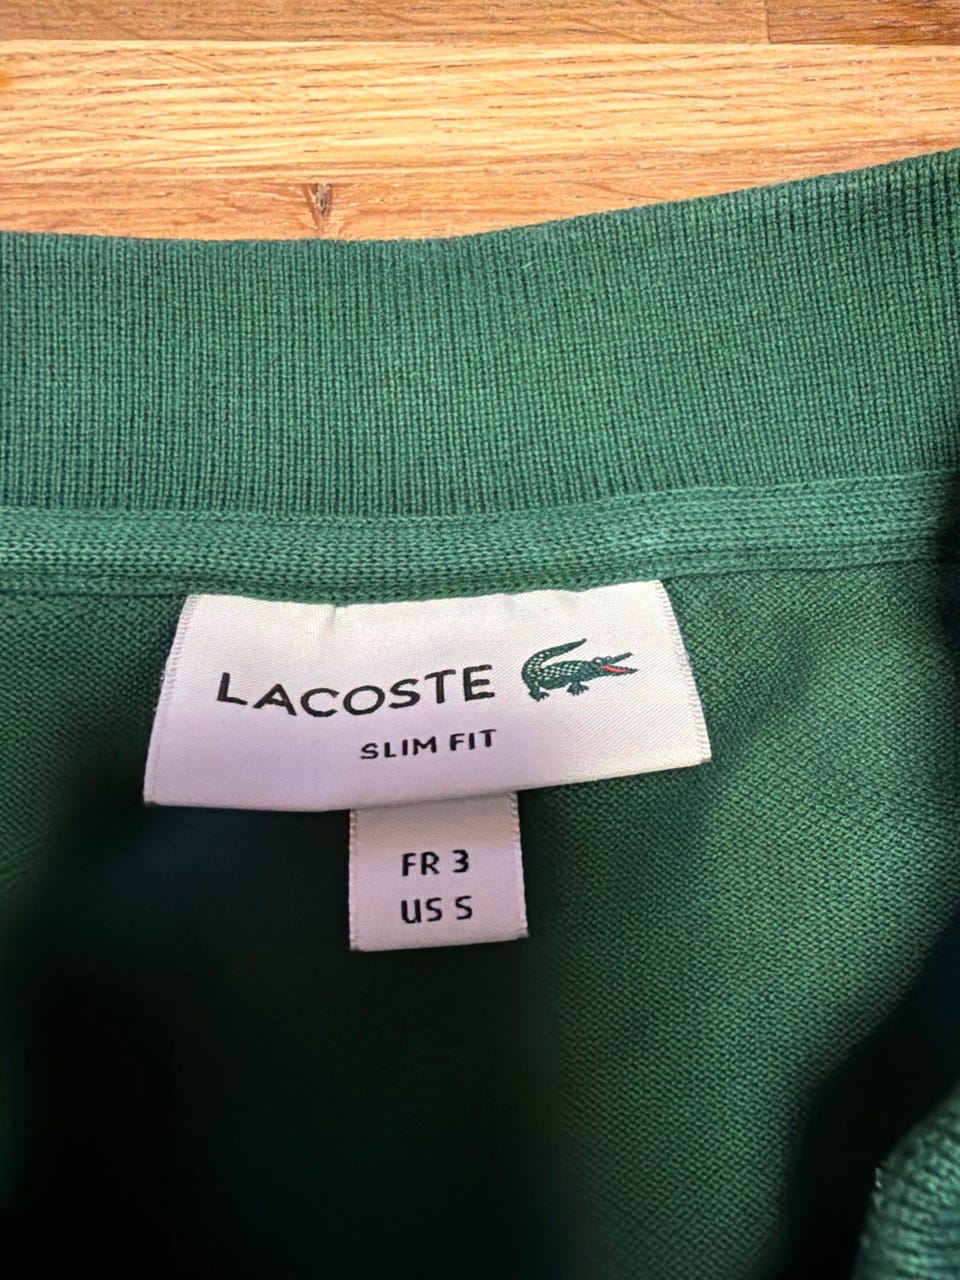 LACOSTE
SLIM FIT
FR 3
US S